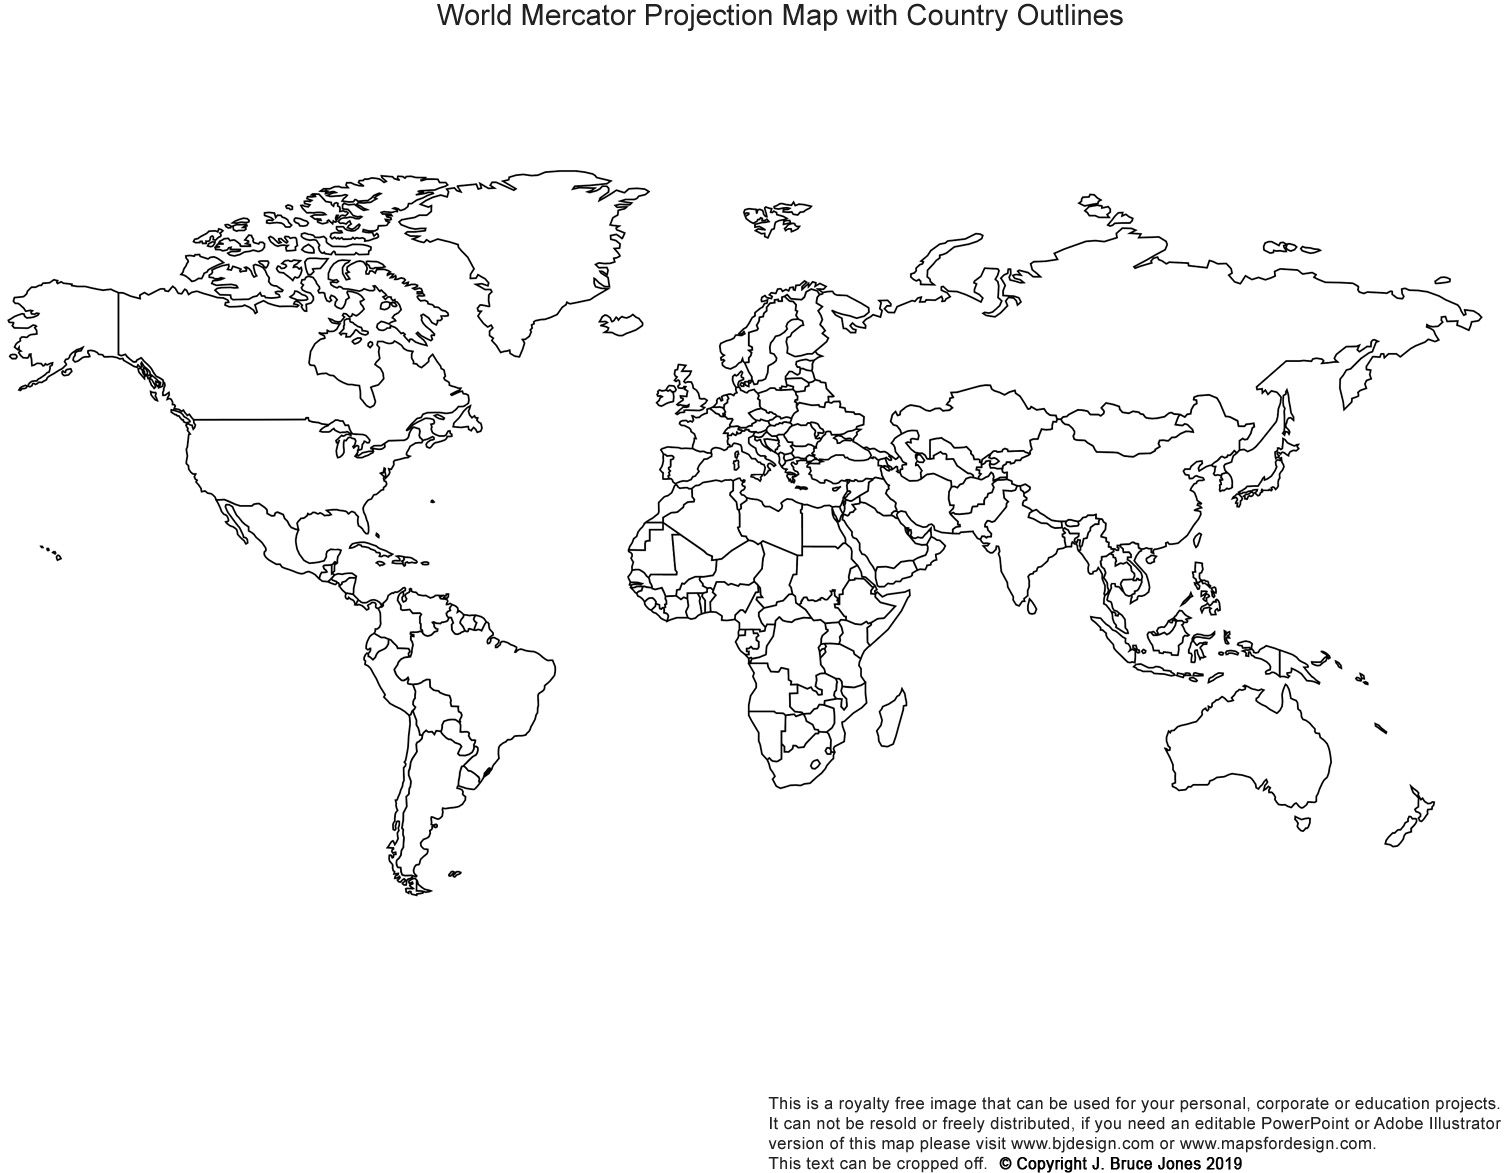 World Mercator Projection Map with Country Outlines
This is a royalty free image that can be used for your personal, corporate or education projects.
It can not be resold or freely distributed, if you need an editable PowerPoint or Adobe Illustrator
version of this map please visit www.bjdesign.com or www.mapsfordesign.com.
This text can be cropped off. © Copyright J. Bruce Jones 2019